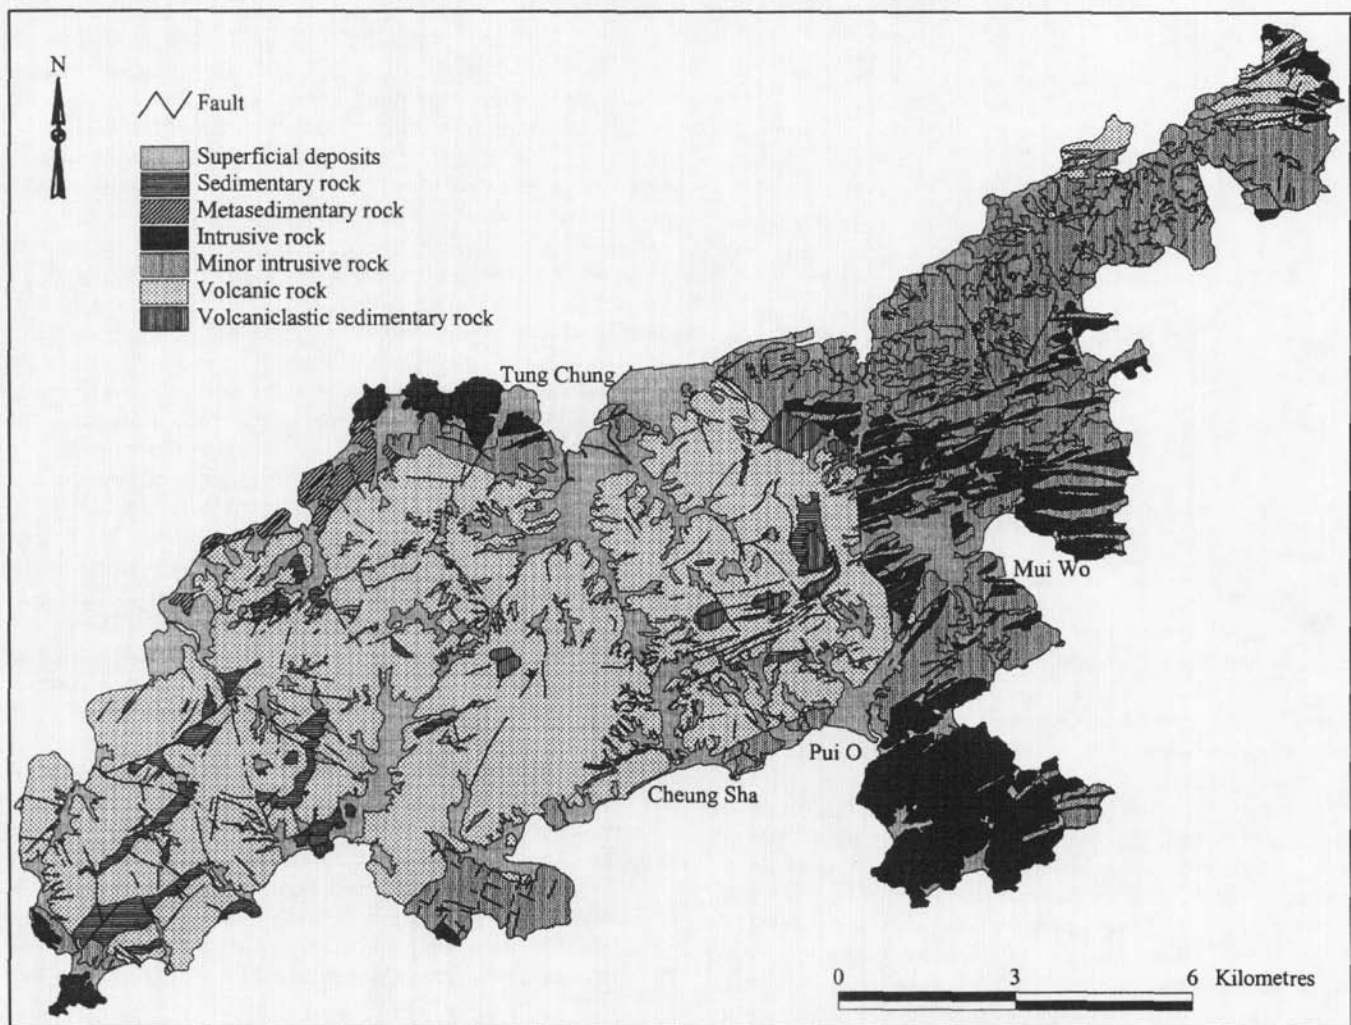 N
Fault
Superficial deposits
Sedimentary rock
Metasedimentary rock
Intrusive rock
Minor intrusive rock
Volcanic rock
Volcaniclastic sedimentary rock
Tung Chung
Mui Wo
Pui O
Cheung Sha
0 3 6 Kilometres